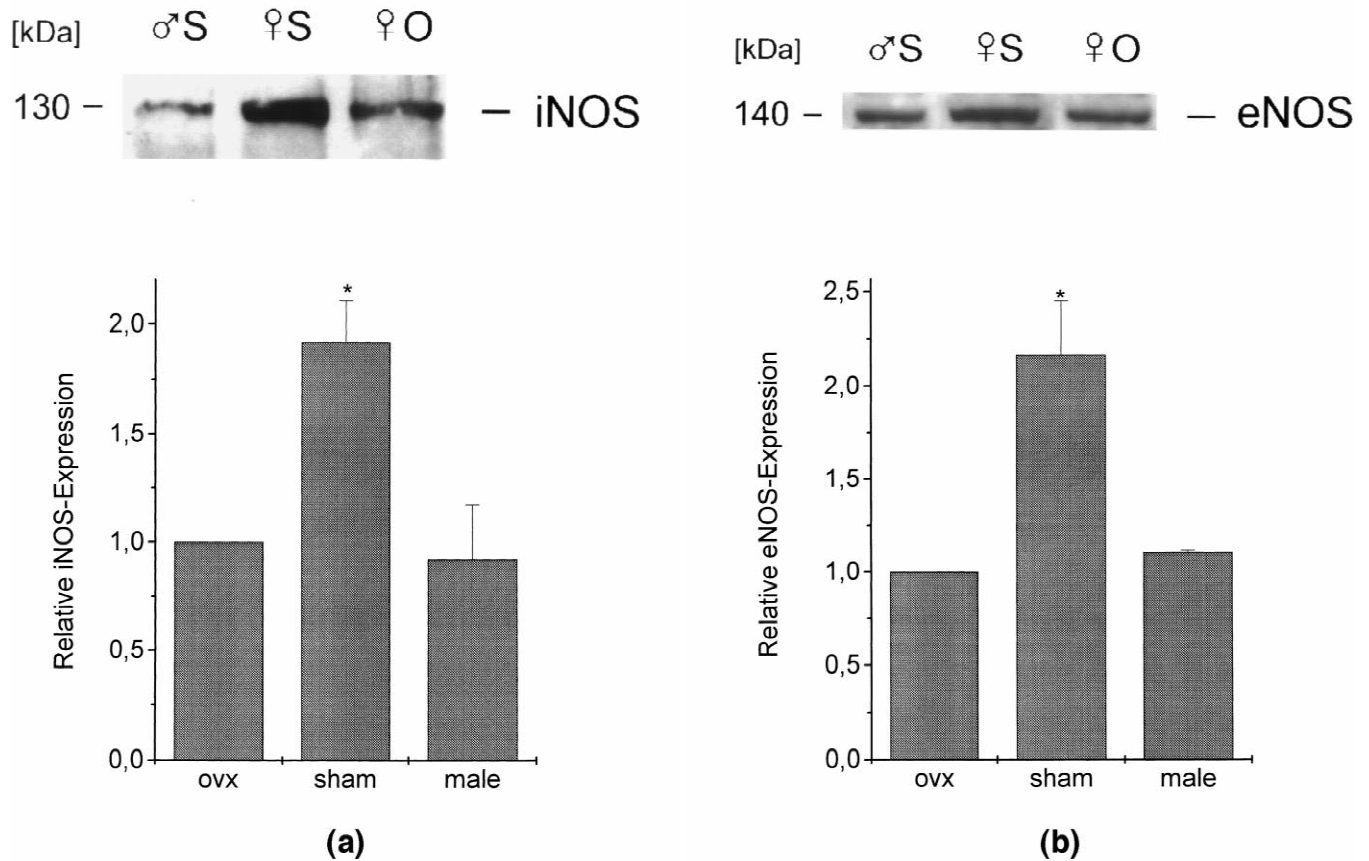 [kDa] ♂S ♀S ♀O
130 – – iNOS
*
2,0
1,5
1,0
0,5
0,0
Relative iNOS-Expression
ovx sham male
(a)
[kDa] ♂S ♀S ♀O
140 – – eNOS
*
2,5
2,0
1,5
1,0
0,5
0,0
Relative eNOS-Expression
ovx sham male
(b)